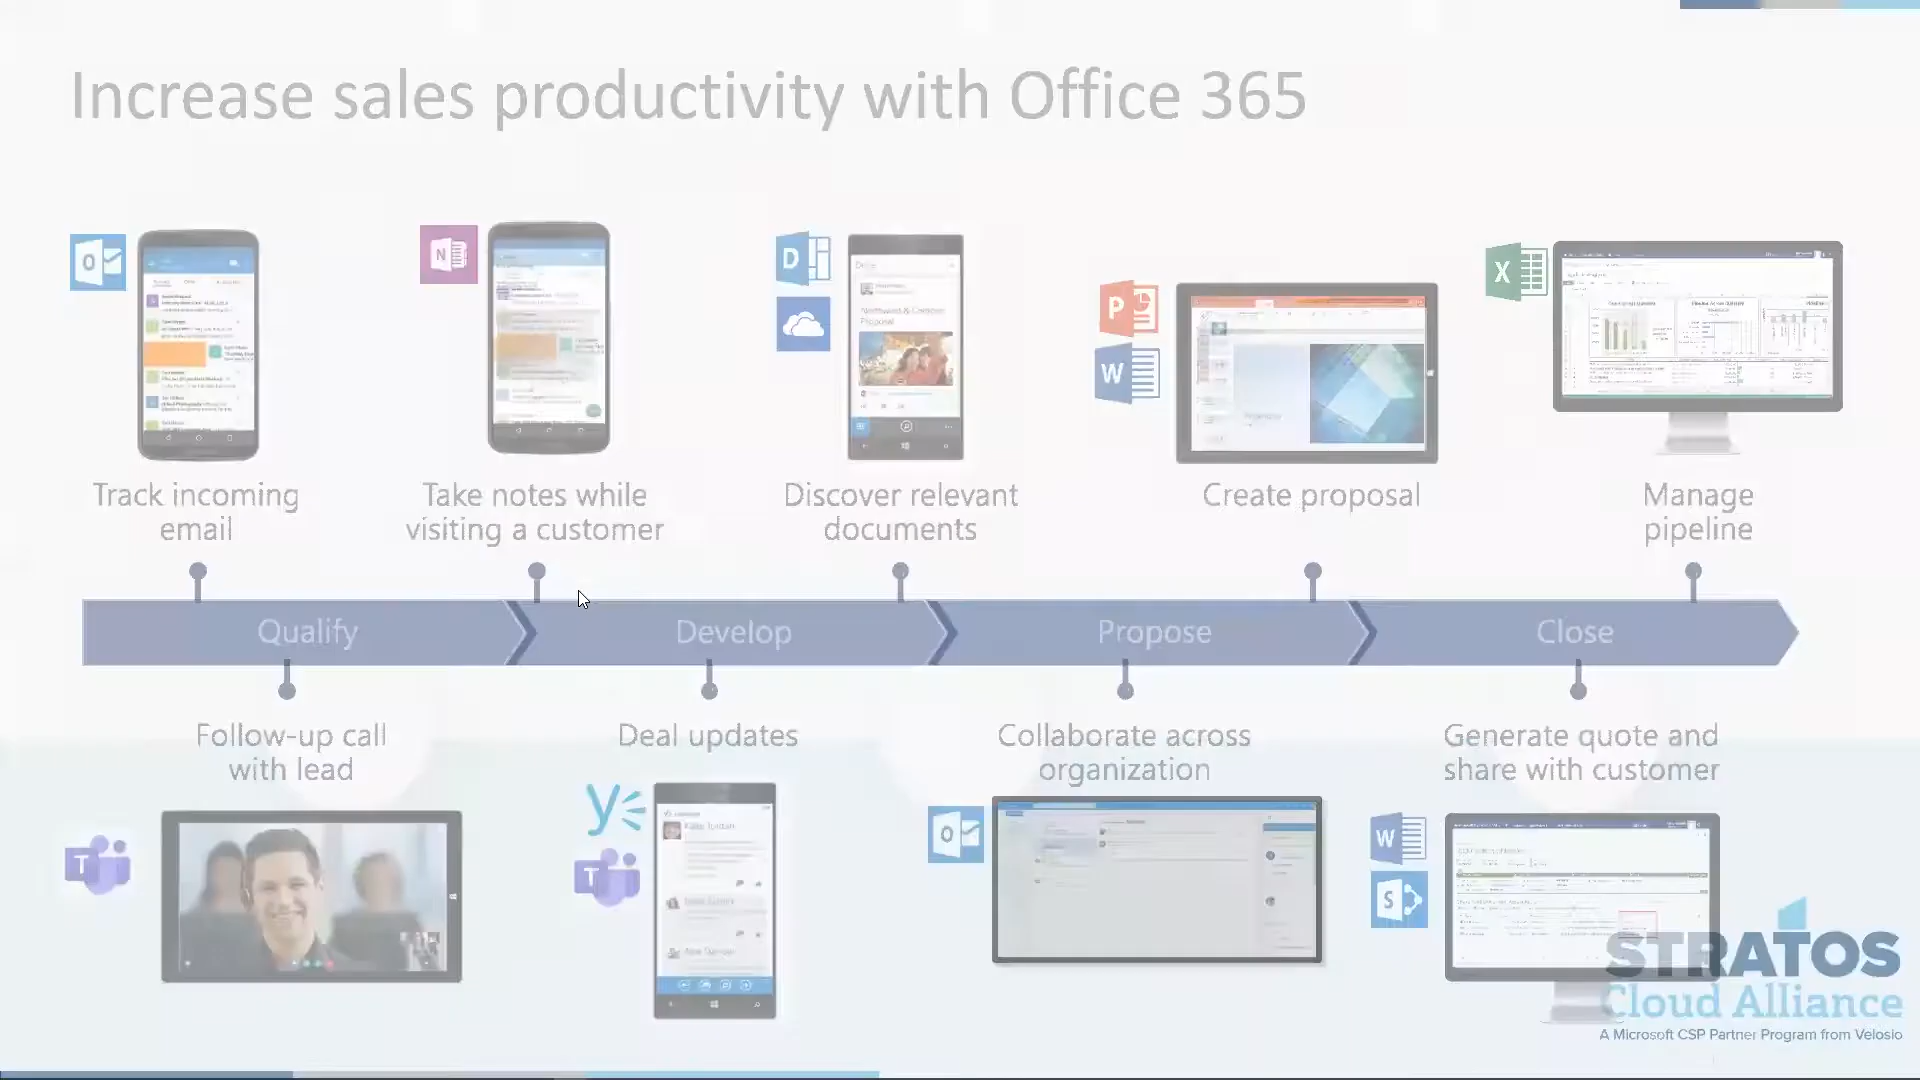 Increase sales productivity with Office 365
Track incoming
email
Take notes while
visiting a customer
Discover relevant
documents
Create proposal
Manage
pipeline
Qualify
Develop
Propose
Close
Follow-up call
with lead
Deal updates
Collaborate across
organization
Generate quote and
share with customer
STRATOS
Cloud Alliance
A Microsoft CSP Partner Program from Velosio